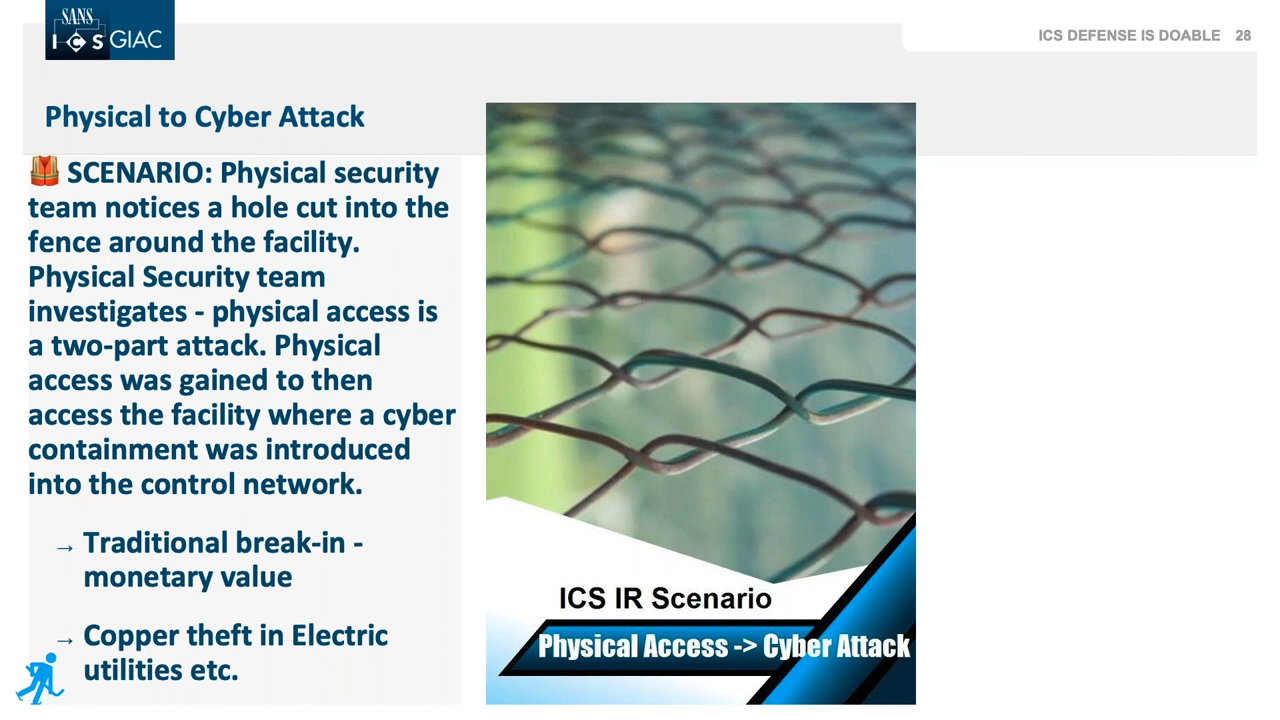 SANS
ICS GIAC
ICS DEFENSE IS DOABLE 28
Physical to Cyber Attack
SCENARIO: Physical security
team notices a hole cut into the
fence around the facility.
Physical Security team
investigates - physical access is
a two-part attack. Physical
access was gained to then
access the facility where a cyber
containment was introduced
into the control network.
→ Traditional break-in -
monetary value
→ Copper theft in Electric
utilities etc.
ICS IR Scenario
Physical Access -> Cyber Attack